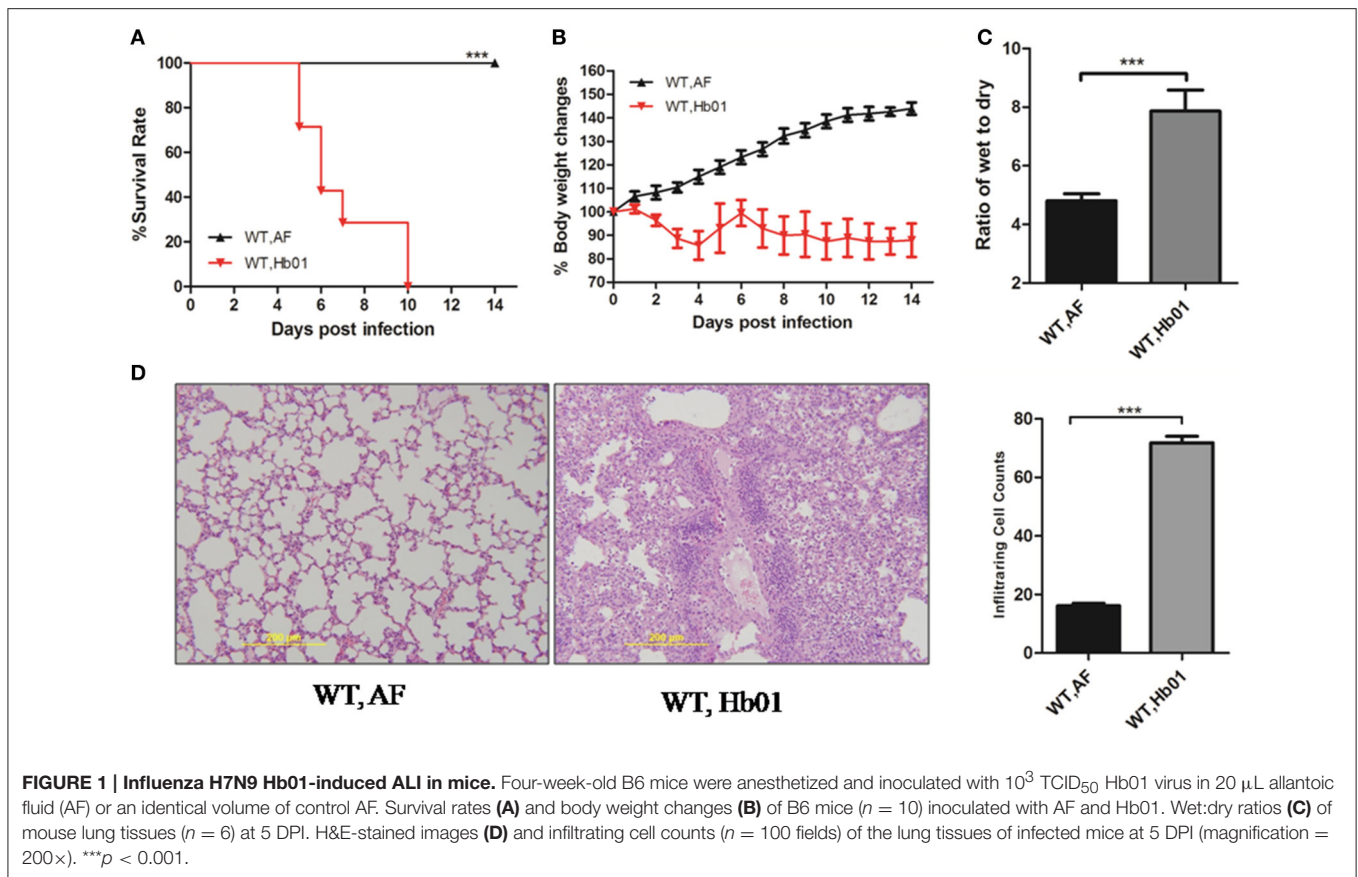 A
***
100
80
60
40
20
0
%Survival Rate
WT,AF
WT,Hb01
0 2 4 6 8 10 12 14
Days post infection
B
160
150
140
130
120
110
100
90
80
70
% Body weight changes
WT,AF
WT,Hb01
0 2 4 6 8 10 12 14
Days post infection
C
10
8
6
4
2
Ratio of wet to dry
***
WT,AF
WT,Hb01
D
200 μm
200 μm
WT, AF
WT, Hb01
80
60
40
20
0
Inflitraring Cell Counts
***
WT,AF
WT,Hb01
FIGURE 1 | Influenza H7N9 Hb01-induced ALI in mice. Four-week-old B6 mice were anesthetized and inoculated with 10³ TCID₅₀ Hb01 virus in 20 μL allantoic
fluid (AF) or an identical volume of control AF. Survival rates (A) and body weight changes (B) of B6 mice (n = 10) inoculated with AF and Hb01. Wet:dry ratios (C) of
mouse lung tissues (n = 6) at 5 DPI. H&E-stained images (D) and infiltrating cell counts (n = 100 fields) of the lung tissues of infected mice at 5 DPI (magnification =
200×). ***p < 0.001.